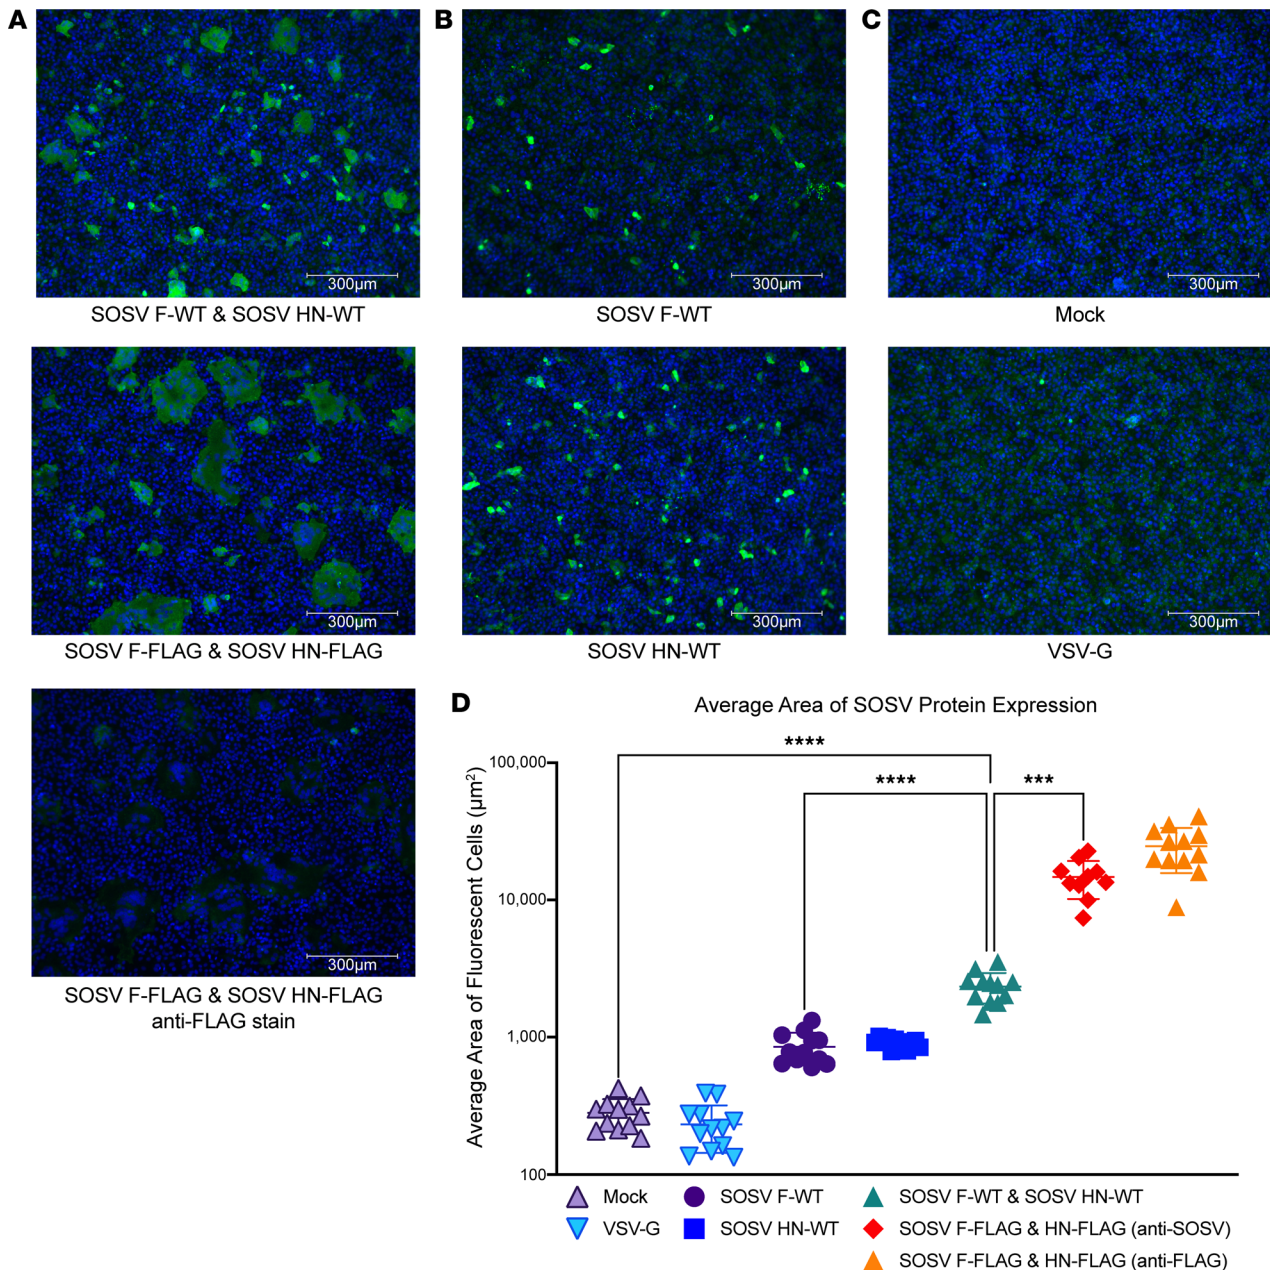 A
B
C
300µm
300µm
300µm
SOSV F-WT & SOSV HN-WT
SOSV F-WT
Mock
300µm
300µm
300µm
SOSV F-FLAG & SOSV HN-FLAG
SOSV HN-WT
VSV-G
300µm
SOSV F-FLAG & SOSV HN-FLAG
anti-FLAG stain
D
Average Area of SOSV Protein Expression
Average Area of Fluorescent Cells (µm²)
100,000
10,000
1,000
100
****
****
***
Mock
SOSV F-WT
SOSV F-WT & SOSV HN-WT
VSV-G
SOSV HN-WT
SOSV F-FLAG & HN-FLAG (anti-SOSV)
SOSV F-FLAG & HN-FLAG (anti-FLAG)